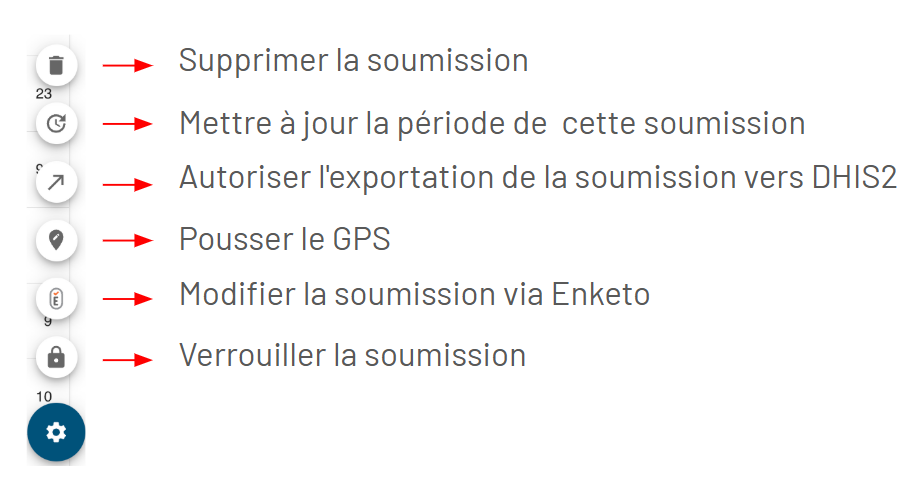 Supprimer la soumission
23
Mettre à jour la période de  cette soumission
9
Autoriser l'exportation de la soumission vers DHIS2
Pousser le GPS
Modifier la soumission via Enketo
E
9
Verrouiller la soumission
10